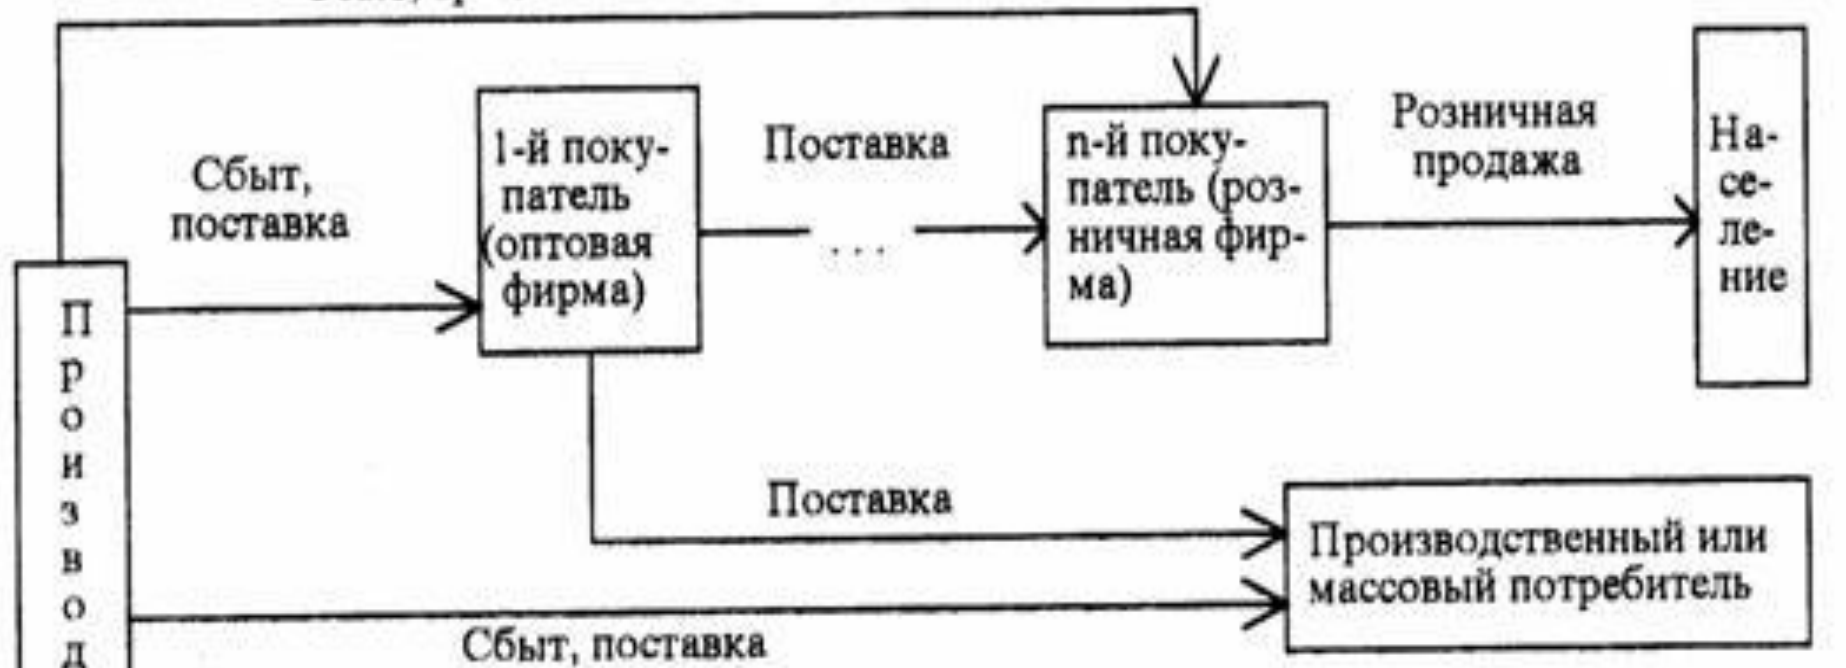 Сбыт,
поставка
1-й поку-
патель
(оптовая
фирма)
Поставка
...
n-й поку-
патель (роз-
ничная фир-
ма)
Розничная
продажа
На-
се-
ле-
ние
П
р
о
и
з
в
о
д
Поставка
Производственный или
массовый потребитель
Сбыт, поставка